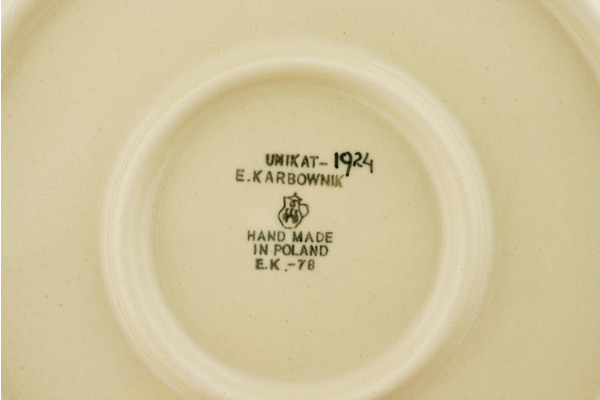 UNIKAT- 1924
E.KARBOWNIK
HAND MADE
IN POLAND
E.K.-78